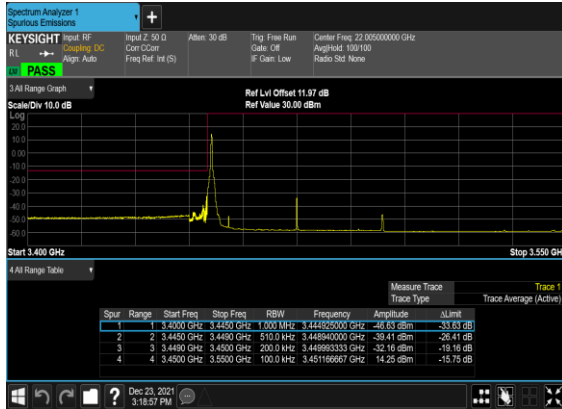 Spectrum Analyzer 1
Spurious Emissions
+
KEYSIGHT Input: RF Input Z: 50 Ω Atten: 30 dB Trig: Free Run Center Freq: 22.005000000 GHz
RL Coupling: DC Corr CCorr Gate: Off Avg|Hold: 100/100
Align: Auto Freq Ref: Int (S) IF Gain: Low Radio Std: None
PASS
3 All Range Graph Ref Lvl Offset 11.97 dB
Scale/Div 10.0 dB Ref Value 30.00 dBm
Log
20.0
10.0
0.00
-10.0
-20.0
-30.0
-40.0
-50.0
-60.0
Start 3.400 GHz Stop 3.550 GH
4 All Range Table
Measure Trace Trace 1
Trace Type Trace Average (Active)
Spur Range Start Freq Stop Freq RBW Frequency Amplitude ΔLimit
1 1 3.4000 GHz 3.4450 GHz 1.000 MHz 3.444925000 GHz -46.63 dBm -33.63 dB
2 2 3.4450 GHz 3.4490 GHz 510.0 kHz 3.448940000 GHz -39.41 dBm -26.41 dB
3 3 3.4490 GHz 3.4500 GHz 200.0 kHz 3.449993333 GHz -32.16 dBm -19.16 dB
4 4 3.4500 GHz 3.5500 GHz 100.0 kHz 3.451166667 GHz 14.25 dBm -15.75 dB
? Dec 23, 2021
3:18:57 PM